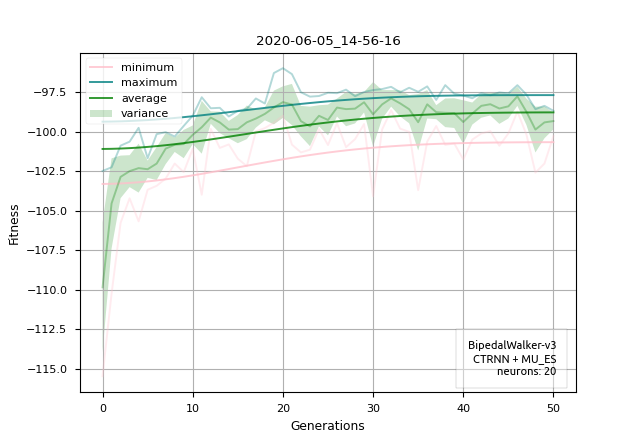 2020-06-05_14-56-16
minimum
maximum
average
variance
Fitness
−97.5
−100.0
−102.5
−105.0
−107.5
−110.0
−112.5
−115.0
BipedalWalker-v3
CTRNN + MU_ES
neurons: 20
0 10 20 30 40 50
Generations